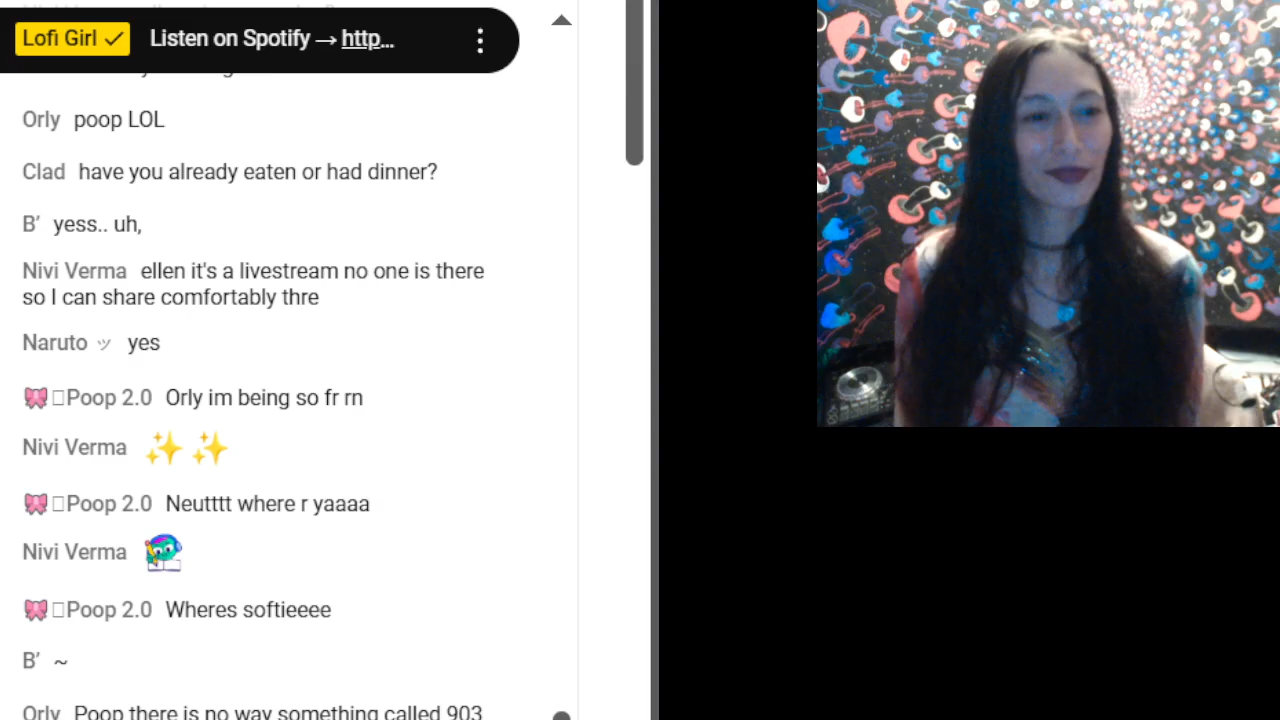 Lofi Girl ✓ Listen on Spotify → http...
Orly poop LOL
Clad have you already eaten or had dinner?
B' yess.. uh,
Nivi Verma ellen it's a livestream no one is there
so I can share comfortably thre
Naruto ッ yes
🎀 Poop 2.0 Orly im being so fr rn
Nivi Verma ✨ ✨
🎀 Poop 2.0 Neutttt where r yaaaa
Nivi Verma
🎀 Poop 2.0 Wheres softieeee
B' ~
Orly Poop there is no way something called 903